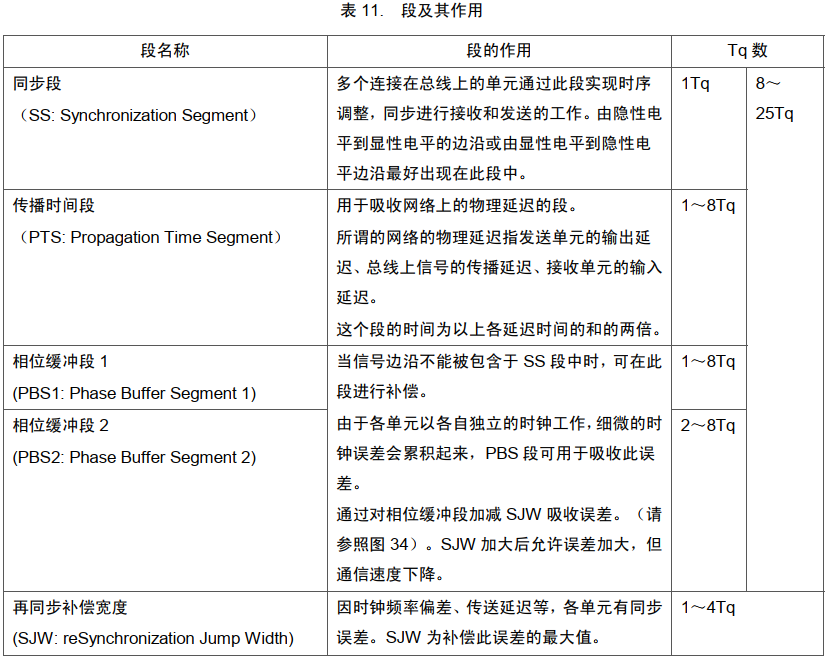 表 11. 段及其作用
段名称 段的作用 Tq 数
同步段
（SS: Synchronization Segment）
多个连接在总线上的单元通过此段实现时序
调整，同步进行接收和发送的工作。由隐性电
平到显性电平的边沿或由显性电平到隐性电
平边沿最好出现在此段中。
1Tq
8～
25Tq
传播时间段
（PTS: Propagation Time Segment）
用于吸收网络上的物理延迟的段。
所谓的网络的物理延迟指发送单元的输出延
迟、总线上信号的传播延迟、接收单元的输入
延迟。
这个段的时间为以上各延迟时间的和的两倍。
1～8Tq
相位缓冲段 1
(PBS1: Phase Buffer Segment 1)
当信号边沿不能被包含于 SS 段中时，可在此
段进行补偿。
1～8Tq
相位缓冲段 2
(PBS2: Phase Buffer Segment 2)
由于各单元以各自独立的时钟工作，细微的时
钟误差会累积起来，PBS 段可用于吸收此误
差。
通过对相位缓冲段加减 SJW 吸收误差。（请
参照图 34）。SJW 加大后允许误差加大，但
通信速度下降。
2～8Tq
再同步补偿宽度
(SJW: reSynchronization Jump Width)
因时钟频率偏差、传送延迟等，各单元有同步
误差。SJW 为补偿此误差的最大值。
1～4Tq